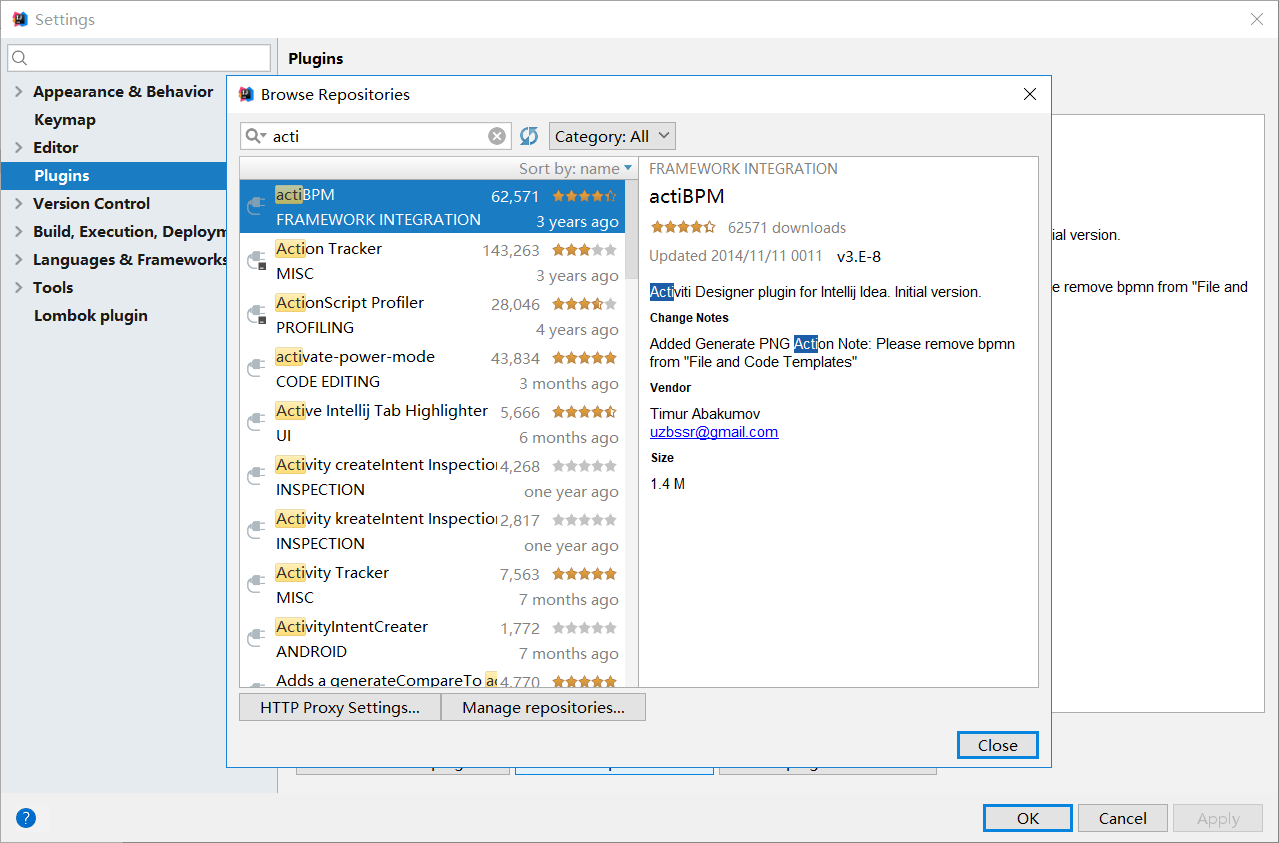 Settings
Plugins
Appearance & Behavior
Keymap
Editor
Plugins
Version Control
Build, Execution, Deploym
Languages & Frameworks
Tools
Lombok plugin
Browse Repositories
acti
Category: All
Sort by: name
actiBPM 62,571
FRAMEWORK INTEGRATION 3 years ago
Action Tracker 143,263
MISC 3 years ago
ActionScript Profiler 28,046
PROFILING 4 years ago
activate-power-mode 43,834
CODE EDITING 3 months ago
Active Intellij Tab Highlighter 5,666
UI 6 months ago
Activity createIntent Inspection 4,268
INSPECTION one year ago
Activity kreateIntent Inspection 2,817
INSPECTION one year ago
Activity Tracker 7,563
MISC 7 months ago
ActivityIntentCreater 1,772
ANDROID 7 months ago
Adds a generateCompareTo ac 4,770
FRAMEWORK INTEGRATION
actiBPM
62571 downloads
Updated 2014/11/11 0011 v3.E-8
Activiti Designer plugin for Intellij Idea. Initial version.
Change Notes
Added Generate PNG Action Note: Please remove bpmn
from "File and Code Templates"
Vendor
Timur Abakumov
uzbssr@gmail.com
Size
1.4 M
HTTP Proxy Settings...
Manage repositories...
Close
ial version.
e remove bpmn from "File and
?
OK
Cancel
Apply